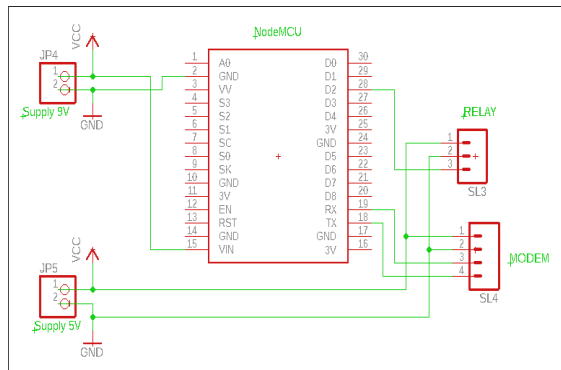 NodeMCU
VCC
JP4
1
2
Supply 9V
GND
1 A0
2 GND
3 VV
4 S3
5 S2
6 S1
7 SC
8 S0
9 SK
10 GND
11 3V
12 EN
13 RST
14 GND
15 VIN
D0 30
D1 29
D2 28
D3 27
D4 26
3V 25
GND 24
D5 23
D6 22
D7 21
D8 20
RX 19
TX 18
GND 17
3V 16
RELAY
1
2
3
SL3
1
2
3
4
MODEM
SL4
VCC
JP5
1
2
Supply 5V
GND